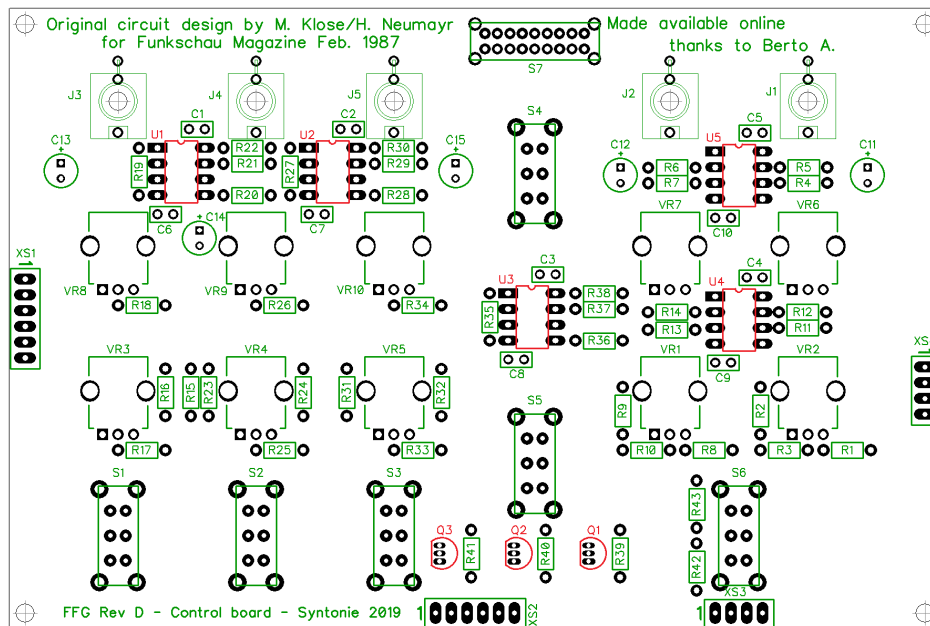 Original circuit design by M. Klose/H. Neumayr
for Funkschau Magazine Feb. 1987
Made available online
thanks to Berto A.
S7
J3
J4
J5
J2
J1
C13
+
U1
C1
U2
C2
C15
+
S4
C12
+
U5
C5
C11
+
R19
R22
R21
R20
R27
R30
R29
R28
R6
R7
R5
R4
C6
C14
+
C7
VR7
C10
VR6
XS1
1
VR8
VR9
VR10
R18
R26
R34
C3
U3
R35
R38
R37
R36
C8
C4
U4
R14
R13
R12
R11
C9
XS
1
VR3
VR4
VR5
VR1
VR2
R16
R15
R23
R24
R31
R32
R9
R2
R17
R25
R33
R10
R8
R3
R1
S5
S1
S2
S3
S6
Q3
R41
Q2
R40
Q1
R39
R43
R42
FFG Rev D - Control board - Syntonie 2019
1
XS2
1
XS3